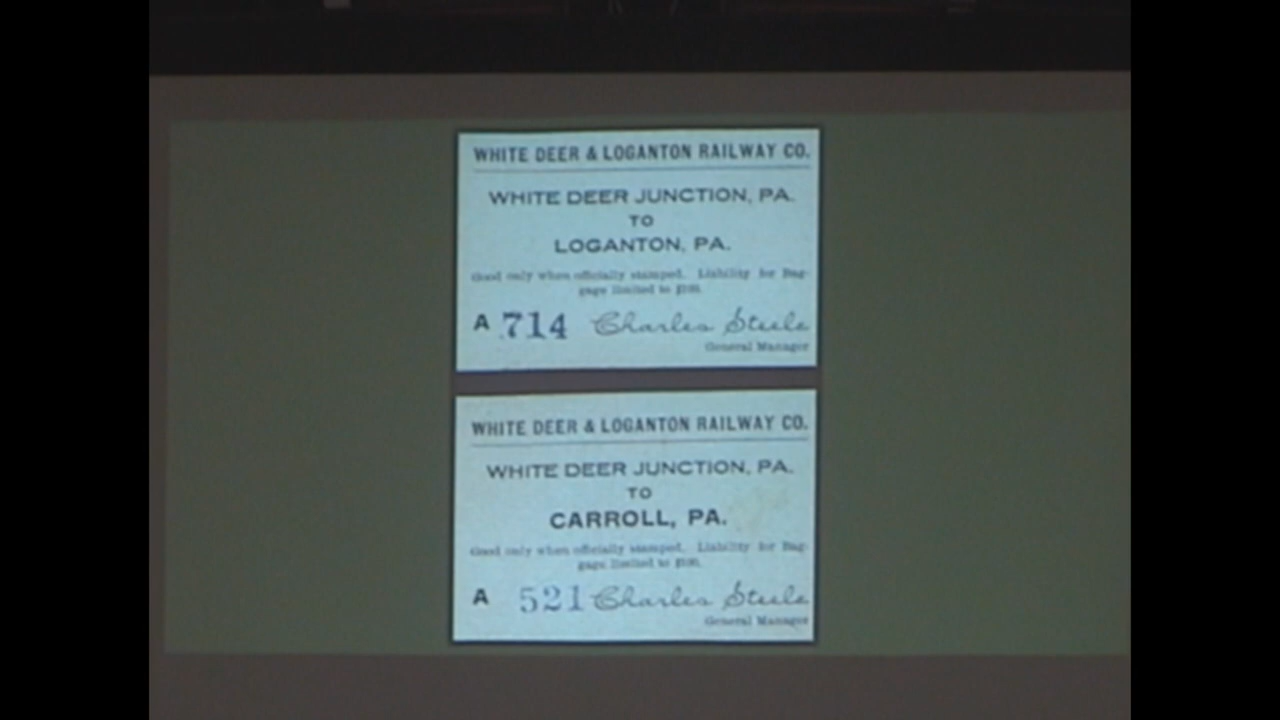 WHITE DEER & LOGANTON RAILWAY CO.
WHITE DEER JUNCTION, PA.
TO
LOGANTON, PA.
Good only when officially stamped. Liability for Bag-
gage limited to $100.
A 714 Charles Steele
General Manager
WHITE DEER & LOGANTON RAILWAY CO.
WHITE DEER JUNCTION, PA.
TO
CARROLL, PA.
Good only when officially stamped. Liability for Bag-
gage limited to $100.
A 521 Charles Steele
General Manager